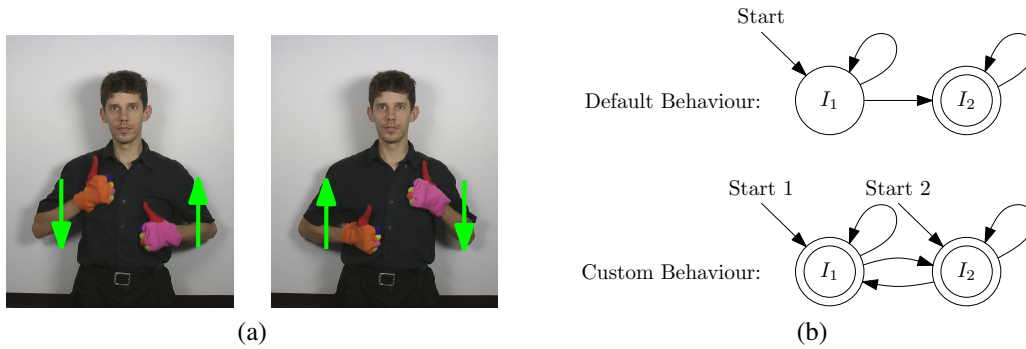 Start
Default Behaviour:
I₁
I₂
Start 1
Start 2
Custom Behaviour:
I₁
I₂
(a)
(b)